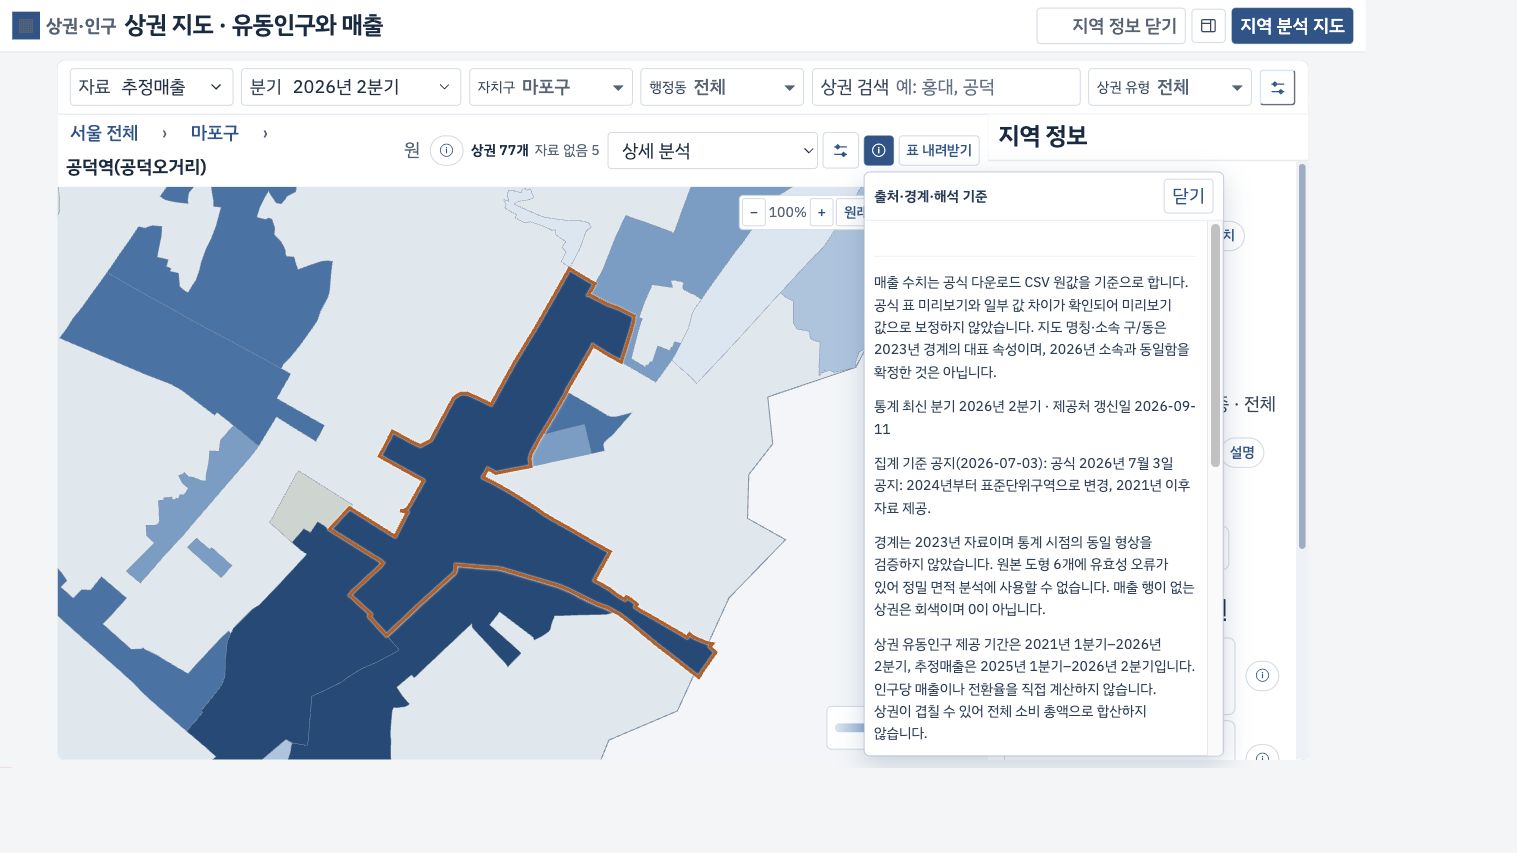 상권·인구 상권 지도 · 유동인구와 매출
지역 정보 닫기
지역 분석 지도
자료 추정매출
분기 2026년 2분기
자치구 마포구
행정동 전체
상권 검색 예: 홍대, 공덕
상권 유형 전체
서울 전체 › 마포구 ›
공덕역(공덕오거리)
원
상권 77개 자료 없음 5
상세 분석
표 내려받기
지역 정보
− 100% +
출처·경계·해석 기준
닫기
매출 수치는 공식 다운로드 CSV 원값을 기준으로 합니다.
공식 표 미리보기와 일부 값 차이가 확인되어 미리보기
값으로 보정하지 않았습니다. 지도 명칭·소속 구/동은
2023년 경계의 대표 속성이며, 2026년 소속과 동일함을
확정한 것은 아닙니다.
통계 최신 분기 2026년 2분기 · 제공처 갱신일 2026-09-
11
집계 기준 공지(2026-07-03): 공식 2026년 7월 3일
공지: 2024년부터 표준단위구역으로 변경, 2021년 이후
자료 제공.
경계는 2023년 자료이며 통계 시점의 동일 형상을
검증하지 않았습니다. 원본 도형 6개에 유효성 오류가
있어 정밀 면적 분석에 사용할 수 없습니다. 매출 행이 없는
상권은 회색이며 0이 아닙니다.
상권 유동인구 제공 기간은 2021년 1분기–2026년
2분기, 추정매출은 2025년 1분기–2026년 2분기입니다.
인구당 매출이나 전환율을 직접 계산하지 않습니다.
상권이 겹칠 수 있어 전체 소비 총액으로 합산하지
않습니다.
치
· 전체
설명